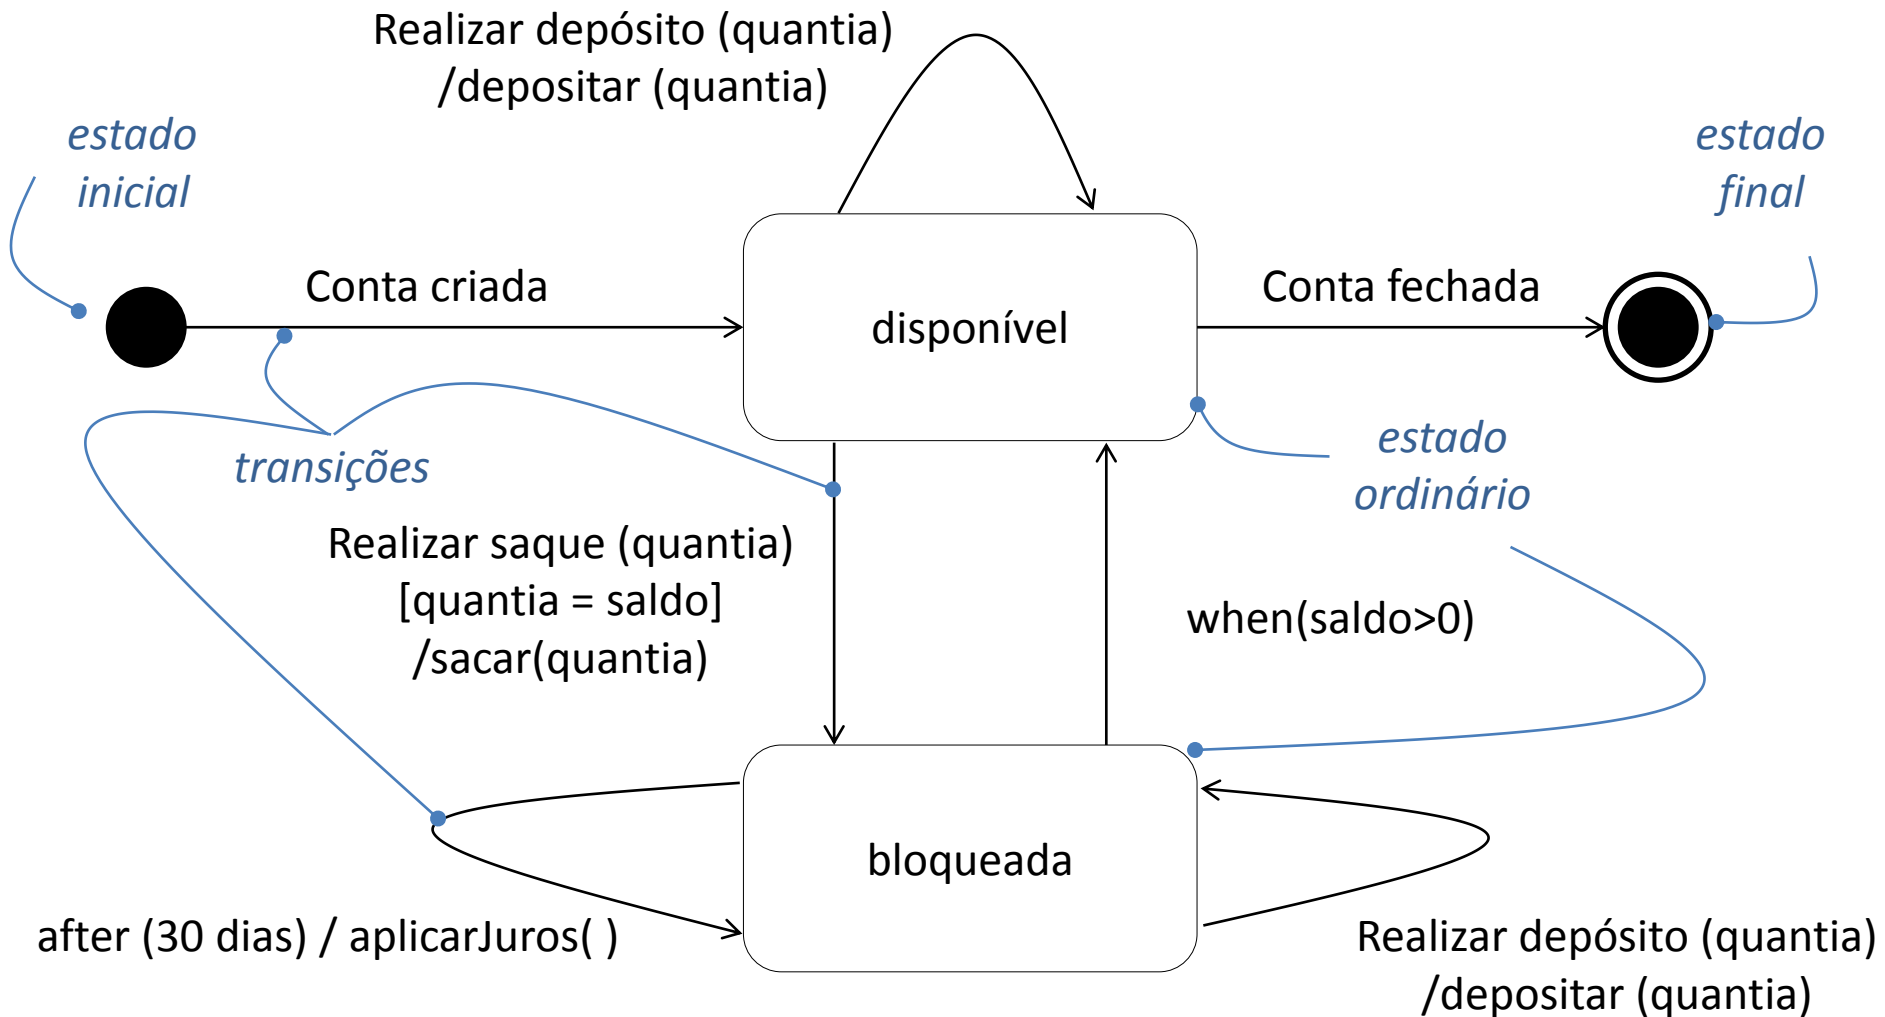 Realizar depósito (quantia)
/depositar (quantia)
estado
inicial
estado
final
Conta criada
disponível
Conta fechada
transições
estado
ordinário
Realizar saque (quantia)
[quantia = saldo]
/sacar(quantia)
when(saldo>0)
bloqueada
after (30 dias) / aplicarJuros( )
Realizar depósito (quantia)
/depositar (quantia)